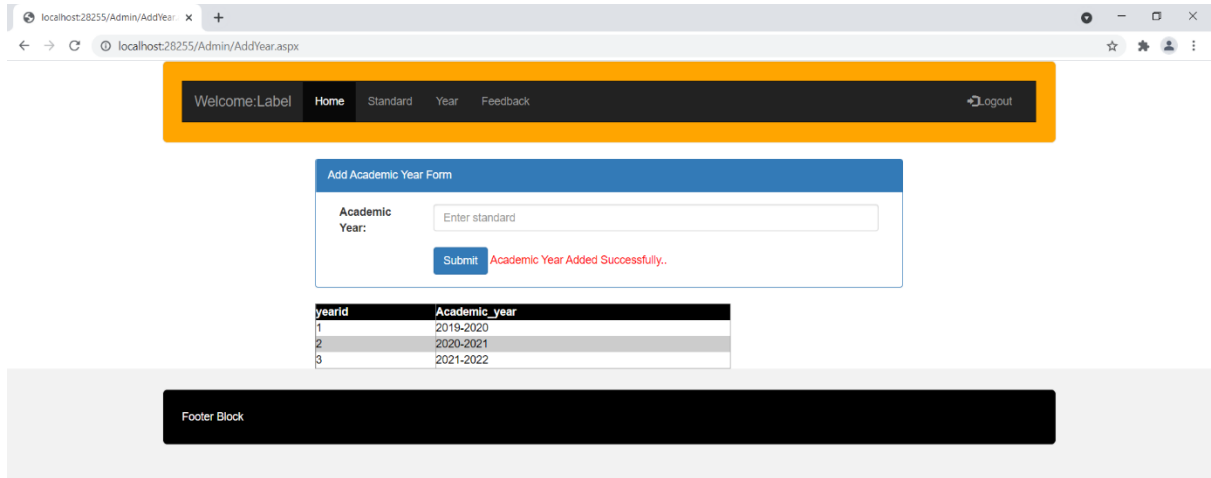 localhost:28255/Admin/AddYear.
localhost:28255/Admin/AddYear.aspx
Welcome:Label Home Standard Year Feedback Logout
Add Academic Year Form
Academic
Year:
Enter standard
Submit Academic Year Added Successfully..
yearid Academic_year
1 2019-2020
2 2020-2021
3 2021-2022
Footer Block